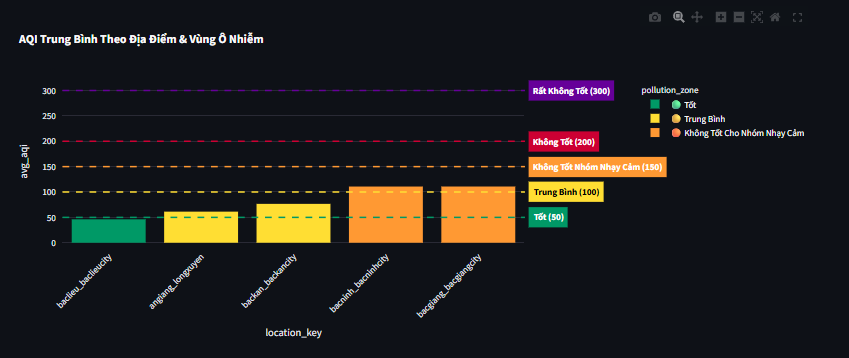 AQI Trung Bình Theo Địa Điểm & Vùng Ô Nhiễm
300
250
200
150
100
50
0
avg_aqi
Rất Không Tốt (300)
Không Tốt (200)
Không Tốt Nhóm Nhạy Cảm (150)
Trung Bình (100)
Tốt (50)
pollution_zone
Tốt
Trung Bình
Không Tốt Cho Nhóm Nhạy Cảm
baclieu_baclieucity
angiang_longxuyen
backan_backancity
bacninh_bacninhcity
bacgiang_bacgiangcity
location_key